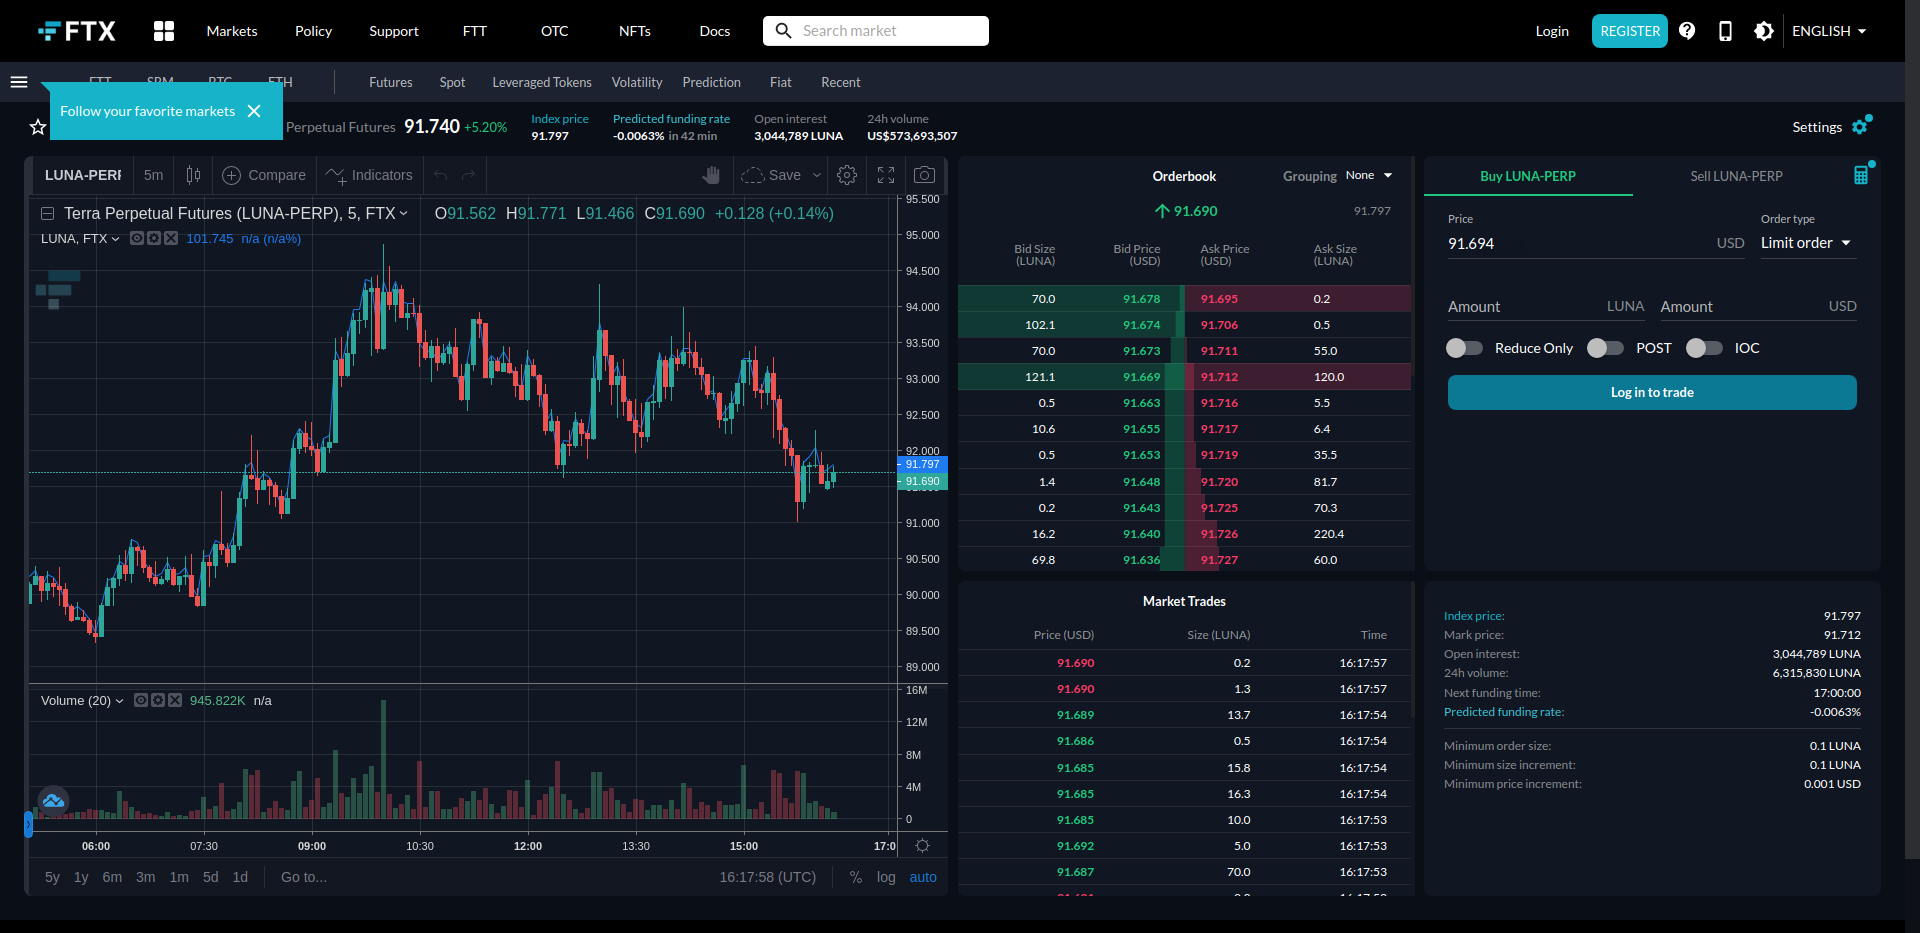 FTX Markets Policy Support FTT OTC NFTs Docs Search market Login REGISTER ENGLISH
FTT SRM BTC ETH Futures Spot Leveraged Tokens Volatility Prediction Fiat Recent
Follow your favorite markets
Perpetual Futures 91.740 +5.20%
Index price
91.797
Predicted funding rate
-0.0063% in 42 min
Open interest
3,044,789 LUNA
24h volume
US$573,693,507
Settings
LUNA-PERP 5m Compare Indicators Save
Terra Perpetual Futures (LUNA-PERP), 5, FTX O91.562 H91.771 L91.466 C91.690 +0.128 (+0.14%)
LUNA, FTX 101.745 n/a (n/a%)
95.500
95.000
94.500
94.000
93.500
93.000
92.500
92.000
91.797
91.690
91.000
90.500
90.000
89.500
89.000
Volume (20) 945.822K n/a
16M
12M
8M
4M
0
06:00 07:30 09:00 10:30 12:00 13:30 15:00 17:0
5y 1y 6m 3m 1m 5d 1d Go to... 16:17:58 (UTC) % log auto
Orderbook Grouping None
91.690 91.797
Bid Size (LUNA) Bid Price (USD) Ask Price (USD) Ask Size (LUNA)
70.0 91.678 91.695 0.2
102.1 91.674 91.706 0.5
70.0 91.673 91.711 55.0
121.1 91.669 91.712 120.0
0.5 91.663 91.716 5.5
10.6 91.655 91.717 6.4
0.5 91.653 91.719 35.5
1.4 91.648 91.720 81.7
0.2 91.643 91.725 70.3
16.2 91.640 91.726 220.4
69.8 91.636 91.727 60.0
Market Trades
Price (USD) Size (LUNA) Time
91.690 0.2 16:17:57
91.690 1.3 16:17:57
91.689 13.7 16:17:54
91.686 0.5 16:17:54
91.685 15.8 16:17:54
91.685 16.3 16:17:54
91.685 10.0 16:17:53
91.692 5.0 16:17:53
91.687 70.0 16:17:53
Buy LUNA-PERP Sell LUNA-PERP
Price Order type
91.694 USD Limit order
Amount LUNA Amount USD
Reduce Only POST IOC
Log in to trade
Index price: 91.797
Mark price: 91.712
Open interest: 3,044,789 LUNA
24h volume: 6,315,830 LUNA
Next funding time: 17:00:00
Predicted funding rate: -0.0063%
Minimum order size: 0.1 LUNA
Minimum size increment: 0.1 LUNA
Minimum price increment: 0.001 USD